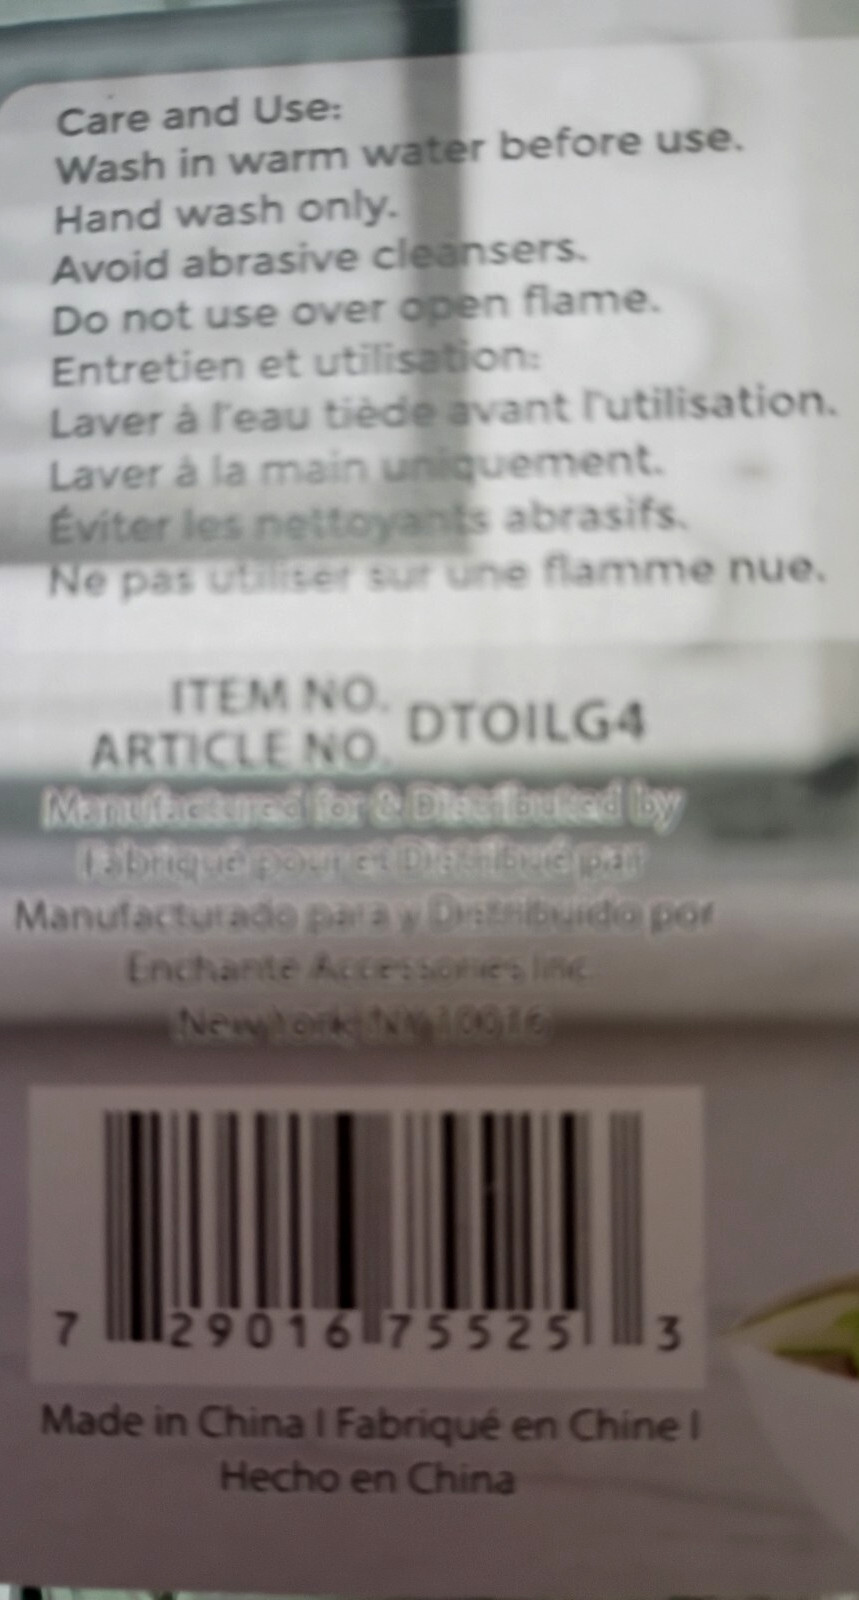 Care and Use:
Wash in warm water before use.
Hand wash only.
Avoid abrasive cleansers.
Do not use over open flame.
Entretien et utilisation:
Laver à l'eau tiède avant l'utilisation.
Laver à la main uniquement.
Éviter les nettoyants abrasifs.
Ne pas utiliser sur une flamme nue.
ITEM NO.
ARTICLE NO. DTOILG4
Manufactured for & Distributed by
Fabriqué pour et Distribué par
Manufacturado para y Distribuido por
Enchante Accessories Inc.
New York, NY 10016
7 29016 75525 3
Made in China | Fabriqué en Chine |
Hecho en China